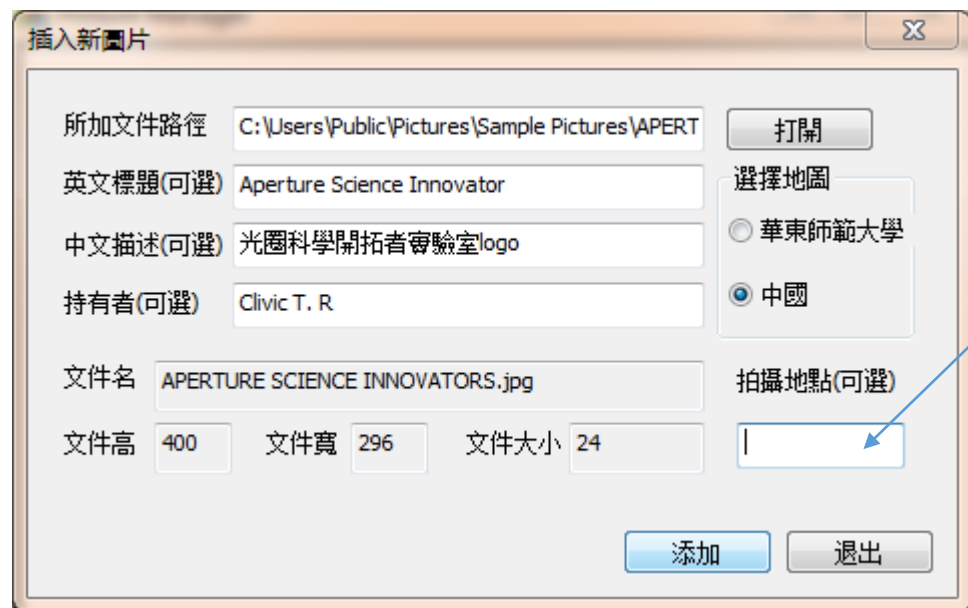 插入新圖片
所加文件路徑 C:\Users\Public\Pictures\Sample Pictures\APERT 打開
英文標題(可選) Aperture Science Innovator 選擇地圖
華東師範大學
中文描述(可選) 光圈科學開拓者實驗室logo
中國
持有者(可選) Clivic T. R
文件名 APERTURE SCIENCE INNOVATORS.jpg 拍攝地點(可選)
文件高 400 文件寬 296 文件大小 24
添加 退出